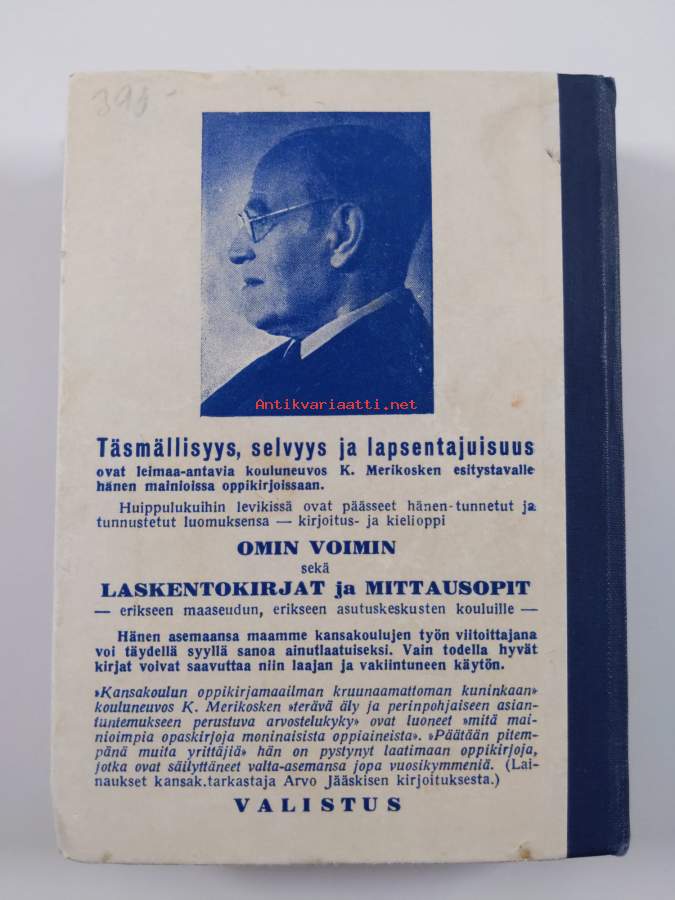 395-
Antikvariaatti.net
Täsmällisyys, selvyys ja lapsentajuisuus
ovat leimaa-antavia kouluneuvos K. Merikosken esitystavalle
hänen mainioissa oppikirjoissaan.
Huippulukuihin levikissä ovat päässeet hänen tunnetut ja
tunnustetut luomuksensa — kirjoitus- ja kielioppi
OMIN VOIMIN
sekä
LASKENTOKIRJAT ja MITTAUSOPIT
— erikseen maaseudun, erikseen asutuskeskusten kouluille —
Hänen asemaansa maamme kansakoulujen työn viitoittajana
voi täydellä syyllä sanoa ainutlaatuiseksi. Vain todella hyvät
kirjat voivat saavuttaa niin laajan ja vakiintuneen käytön.
»Kansakoulun oppikirjamaailman kruunaamattoman kuninkaan»
kouluneuvos K. Merikosken »terävä äly ja perinpohjaiseen asian-
tuntemukseen perustuva arvostelukyky» ovat luoneet »mitä mai-
nioimpia opaskirjoja moninaisista oppiaineista». »Päätään pitem-
pänä muita yrittäjiä» hän on pystynyt laatimaan oppikirjoja,
jotka ovat säilyttäneet valta-asemansa jopa vuosikymmeniä. (Lai-
naukset kansak.tarkastaja Arvo Jääskisen kirjoituksesta.)
VALISTUS